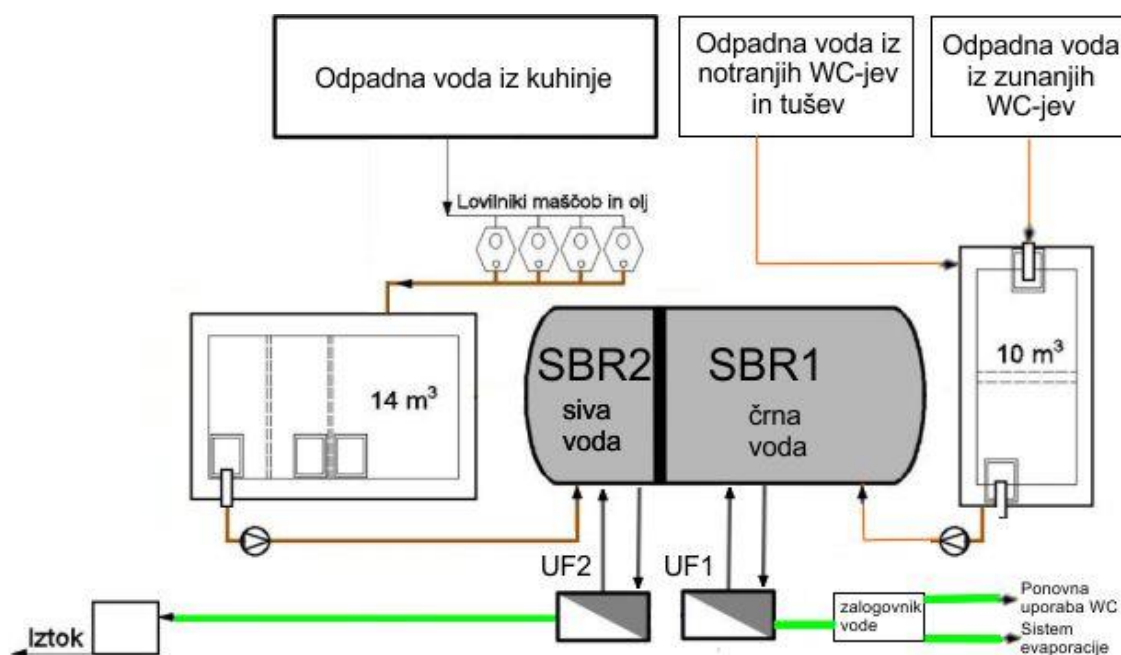 Odpadna voda iz kuhinje
Odpadna voda iz
notranjih WC-jev
in tušev
Odpadna voda
iz zunanjih
WC-jev
Lovilniki maščob in olj
14 m³
SBR2
siva
voda
SBR1
črna
voda
10 m³
UF2
UF1
Iztok
zalogovnik
vode
Ponovna
uporaba WC
Sistem
evaporacije